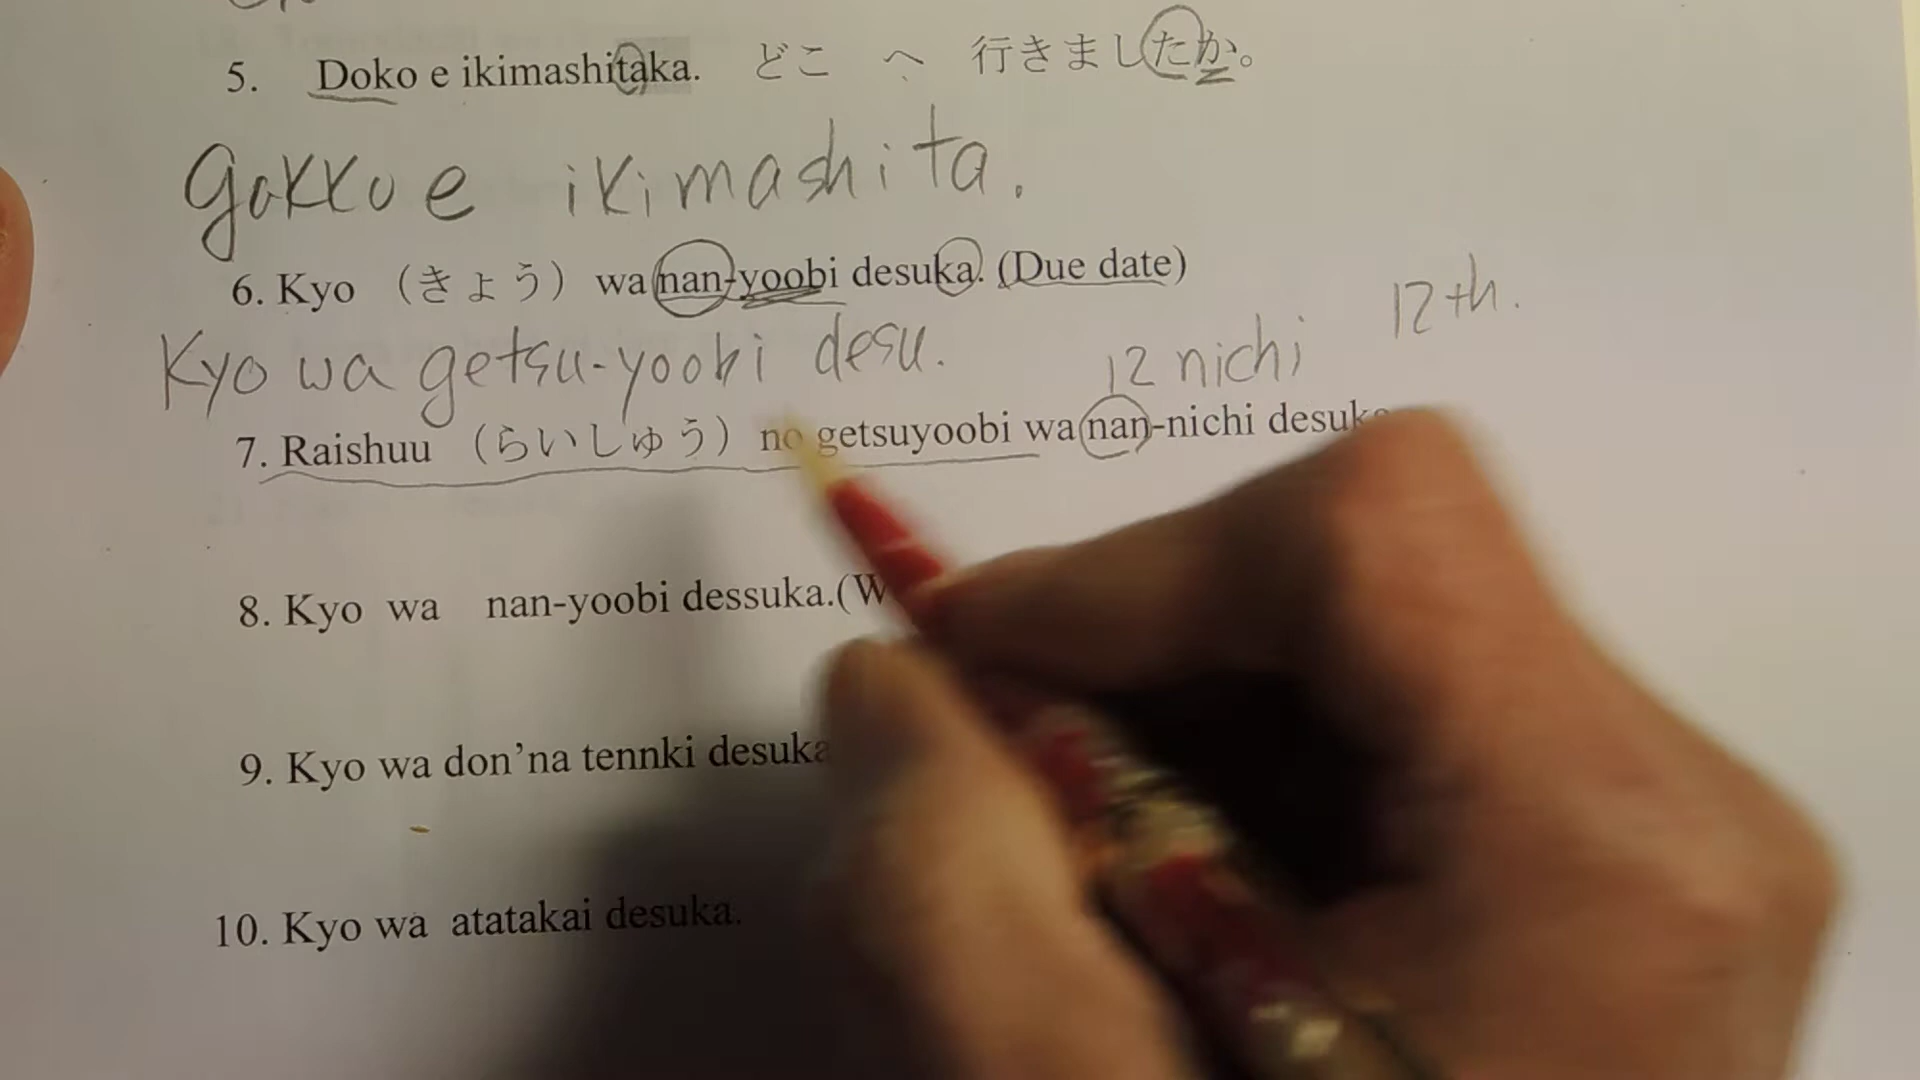 5. Doko e ikimashitaka. どこ へ 行きましたか。
gakkoe ikimashita.
6. Kyo （きょう） wa nan-yoobi desuka. (Due date)
12th.
Kyo wa getsu-yoobi desu. 12 nichi
7. Raishuu （らいしゅう） no getsuyoobi wa nan-nichi
8. Kyo wa nan-yoobi dessuka.(W
9. Kyo wa don’na tennki desuka
10. Kyo wa atatakai desuka.